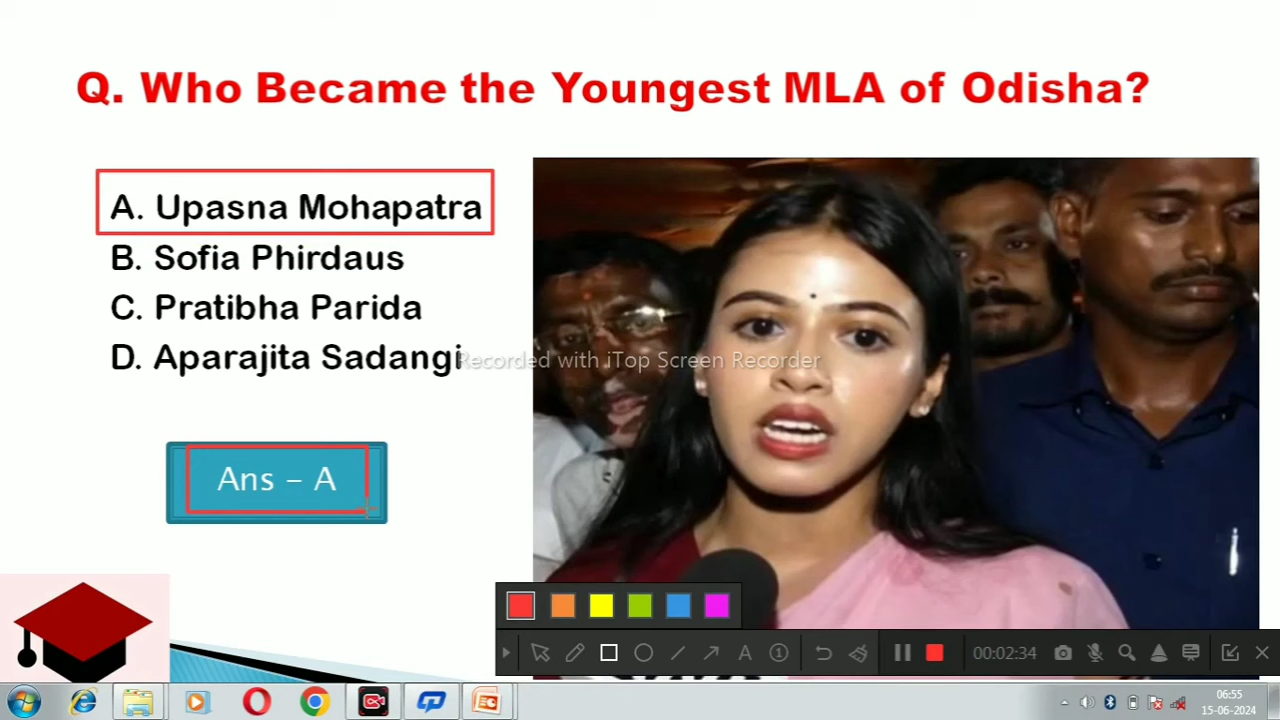 Q. Who Became the Youngest MLA of Odisha?
A. Upasna Mohapatra
B. Sofia Phirdaus
C. Pratibha Parida
D. Aparajita Sadangi
Recorded with iTop Screen Recorder
Ans – A
A
1
00:02:34
06:55
15-06-2024